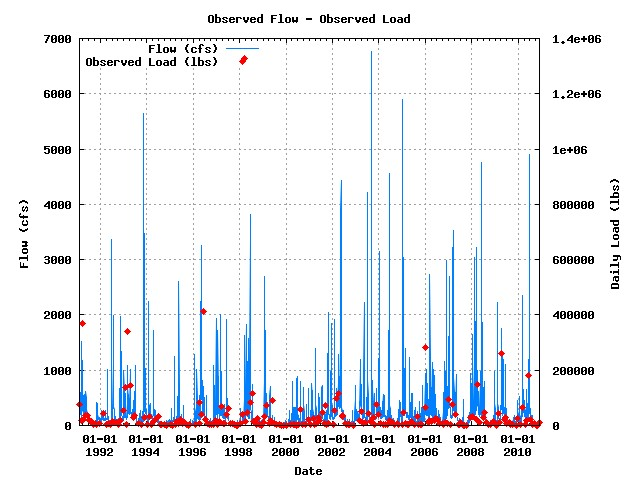 Observed Flow - Observed Load
7000 1.4e+06
Flow (cfs)
Observed Load (lbs)
6000 1.2e+06
5000 1e+06
4000 800000
Flow (cfs)
Daily Load (lbs)
3000 600000
2000 400000
1000 200000
0 0
01-01 01-01 01-01 01-01 01-01 01-01 01-01 01-01 01-01 01-01
1992 1994 1996 1998 2000 2002 2004 2006 2008 2010
Date